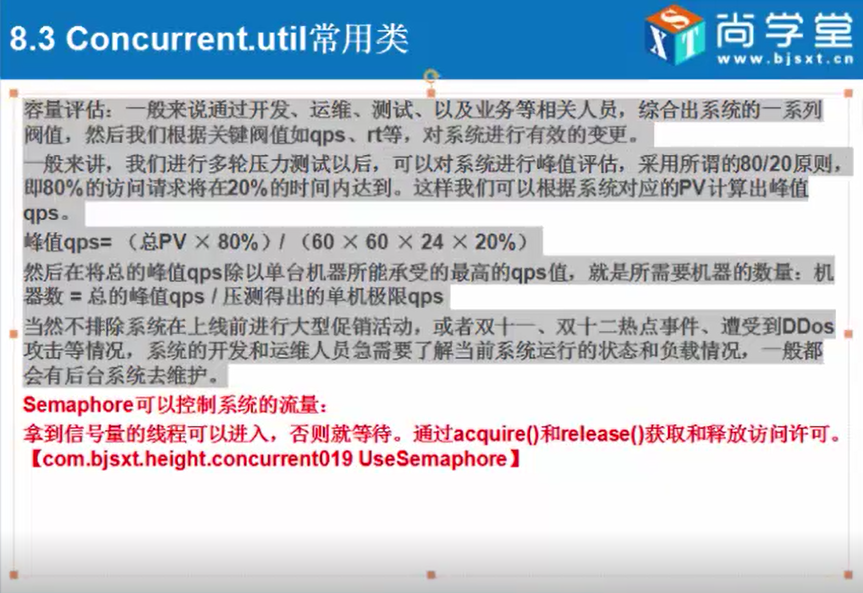 8.3 Concurrent.util常用类
XST
尚学堂
www.bjsxt.cn
容量评估：一般来说通过开发、运维、测试、以及业务等相关人员，综合出系统的一系列
阀值，然后我们根据关键阀值如qps、rt等，对系统进行有效的变更。
一般来讲，我们进行多轮压力测试以后，可以对系统进行峰值评估，采用所谓的80/20原则，
即80%的访问请求将在20%的时间内达到。这样我们可以根据系统对应的PV计算出峰值
qps。
峰值qps= （总PV × 80%）/ （60 × 60 × 24 × 20%）
然后在将总的峰值qps除以单台机器所能承受的最高的qps值，就是所需要机器的数量：机
器数 = 总的峰值qps / 压测得出的单机极限qps
当然不排除系统在上线前进行大型促销活动，或者双十一、双十二热点事件、遭受到DDos
攻击等情况，系统的开发和运维人员急需要了解当前系统运行的状态和负载情况，一般都
会有后台系统去维护。
Semaphore可以控制系统的流量：
拿到信号量的线程可以进入，否则就等待。通过acquire()和release()获取和释放访问许可。
【com.bjsxt.height.concurrent019 UseSemaphore】